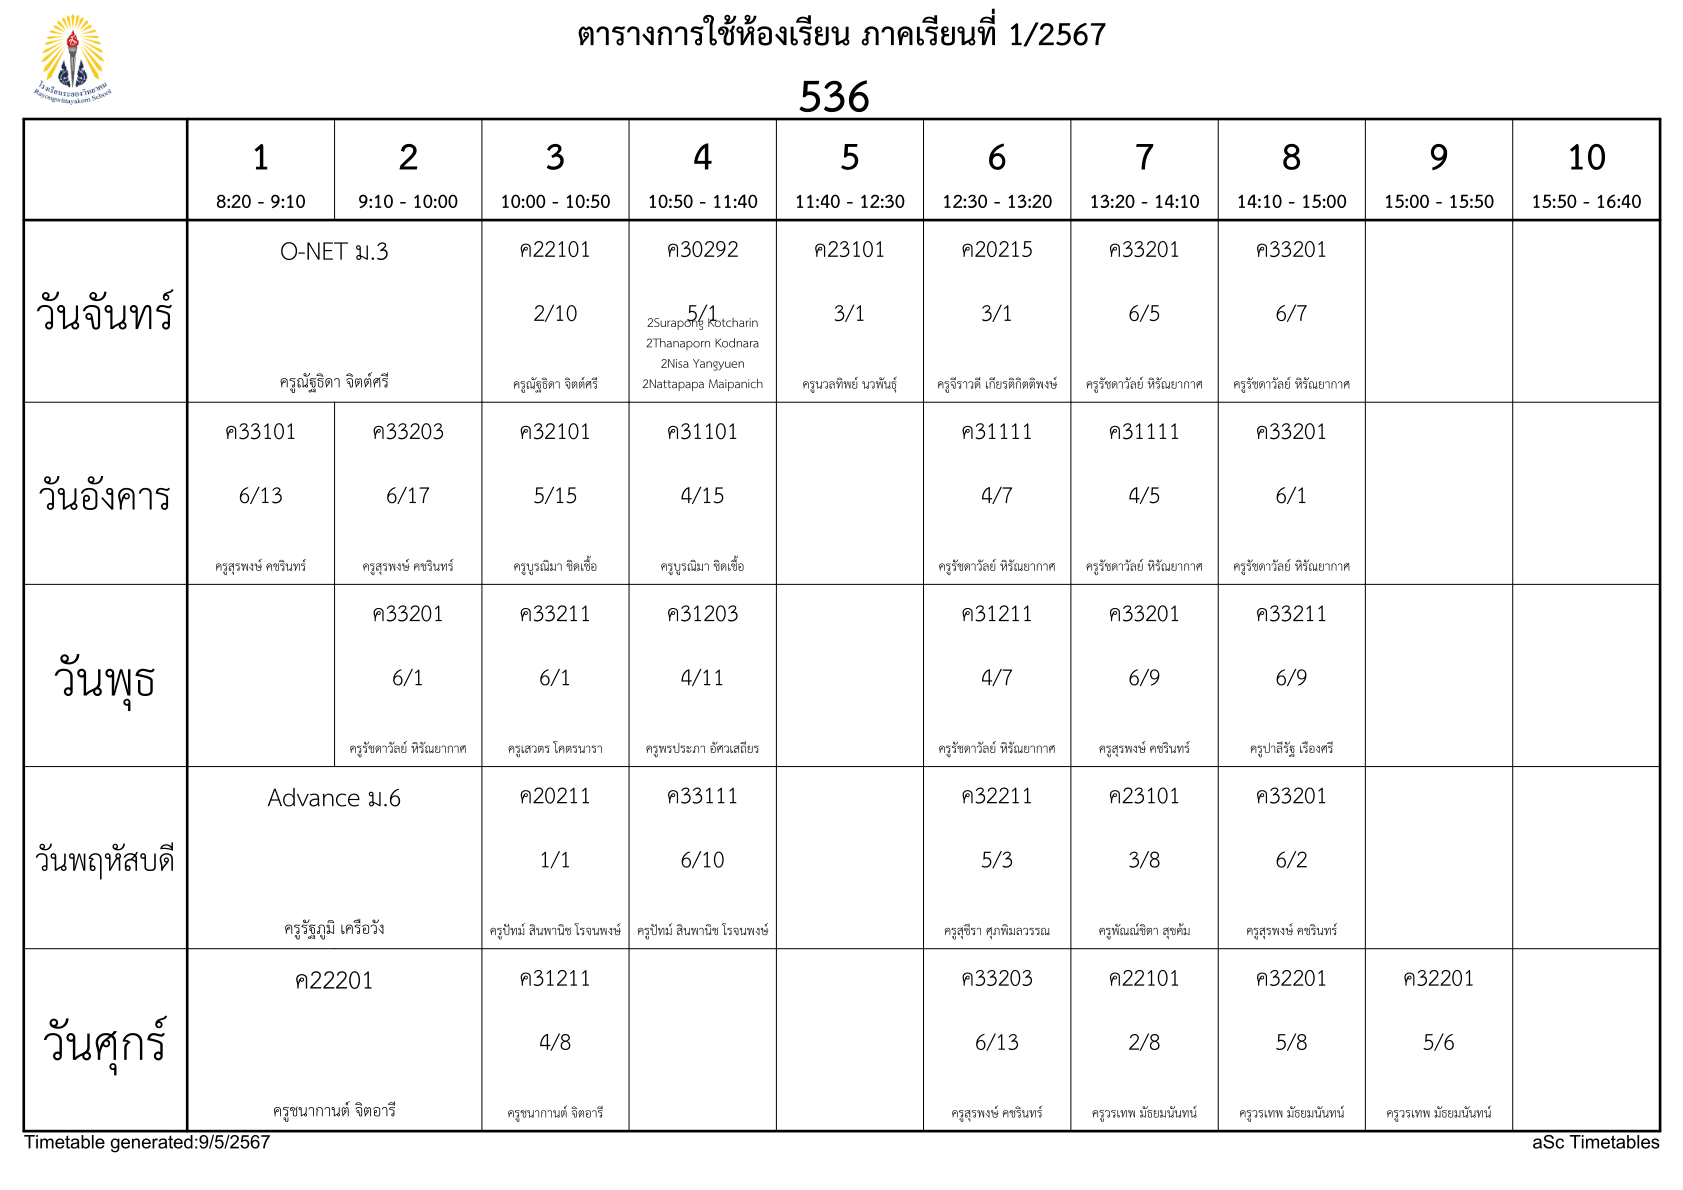 ตารางการใช้ห้องเรียน ภาคเรียนที่ 1/2567
โรงเรียนระยองวิทยาคม
Rayongwittayakom School
536
1 2 3 4 5 6 7 8 9 10
8:20 - 9:10 9:10 - 10:00 10:00 - 10:50 10:50 - 11:40 11:40 - 12:30 12:30 - 13:20 13:20 - 14:10 14:10 - 15:00 15:00 - 15:50 15:50 - 16:40
วันจันทร์
O-NET ม.3 ค22101 ค30292 ค23101 ค20215 ค33201 ค33201
2/10 5/1 3/1 3/1 6/5 6/7
2Surapong Kotcharin
2Thanaporn Kodnara
2Nisa Yangyuen
2Nattapapa Maipanich
ครูณัฐธิดา จิตต์ศรี ครูณัฐธิดา จิตต์ศรี ครูนวลทิพย์ นวพันธุ์ ครูจีราวดี เกียรติกิตติพงษ์ ครูรัชดาวัลย์ หิรัณยากาศ ครูรัชดาวัลย์ หิรัณยากาศ
วันอังคาร
ค33101 ค33203 ค32101 ค31101 ค31111 ค31111 ค33201
6/13 6/17 5/15 4/15 4/7 4/5 6/1
ครูสุรพงษ์ คชรินทร์ ครูสุรพงษ์ คชรินทร์ ครูบูรณิมา ชิดเชื้อ ครูบูรณิมา ชิดเชื้อ ครูรัชดาวัลย์ หิรัณยากาศ ครูรัชดาวัลย์ หิรัณยากาศ ครูรัชดาวัลย์ หิรัณยากาศ
วันพุธ
ค33201 ค33211 ค31203 ค31211 ค33201 ค33211
6/1 6/1 4/11 4/7 6/9 6/9
ครูรัชดาวัลย์ หิรัณยากาศ ครูเสวตร โคตรนารา ครูพรประภา อัศวเสถียร ครูรัชดาวัลย์ หิรัณยากาศ ครูสุรพงษ์ คชรินทร์ ครูปาลีรัฐ เรืองศรี
วันพฤหัสบดี
Advance ม.6 ค20211 ค33111 ค32211 ค23101 ค33201
1/1 6/10 5/3 3/8 6/2
ครูรัฐภูมิ เครือวัง ครูปัทม์ สินพานิช โรจนพงษ์ ครูปัทม์ สินพานิช โรจนพงษ์ ครูสุชีรา ศุภพิมลวรรณ ครูพัณณ์ชิตา สุขคัม ครูสุรพงษ์ คชรินทร์
วันศุกร์
ค22201 ค31211 ค33203 ค22101 ค32201 ค32201
4/8 6/13 2/8 5/8 5/6
ครูชนากานต์ จิตอารี ครูชนากานต์ จิตอารี ครูสุรพงษ์ คชรินทร์ ครูวรเทพ มัธยมนันทน์ ครูวรเทพ มัธยมนันทน์ ครูวรเทพ มัธยมนันทน์
Timetable generated:9/5/2567 aSc Timetables